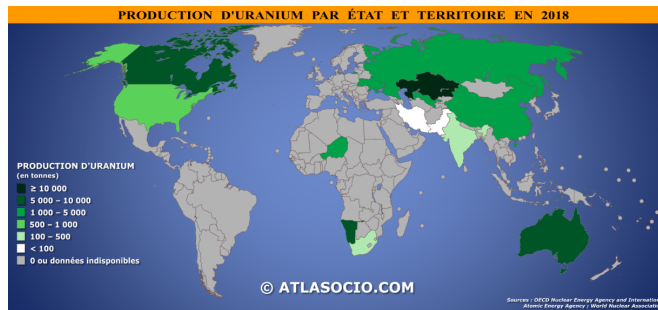 PRODUCTION D'URANIUM PAR ÉTAT ET TERRITOIRE EN 2018
PRODUCTION D'URANIUM
(en tonnes)
≥ 10 000
5 000 – 10 000
1 000 – 5 000
500 – 1 000
100 – 500
< 100
0 ou données indisponibles
© ATLASOCIO.COM
Sources : OECD Nuclear Energy Agency and Internation
Atomic Energy Agency ; World Nuclear Associatio